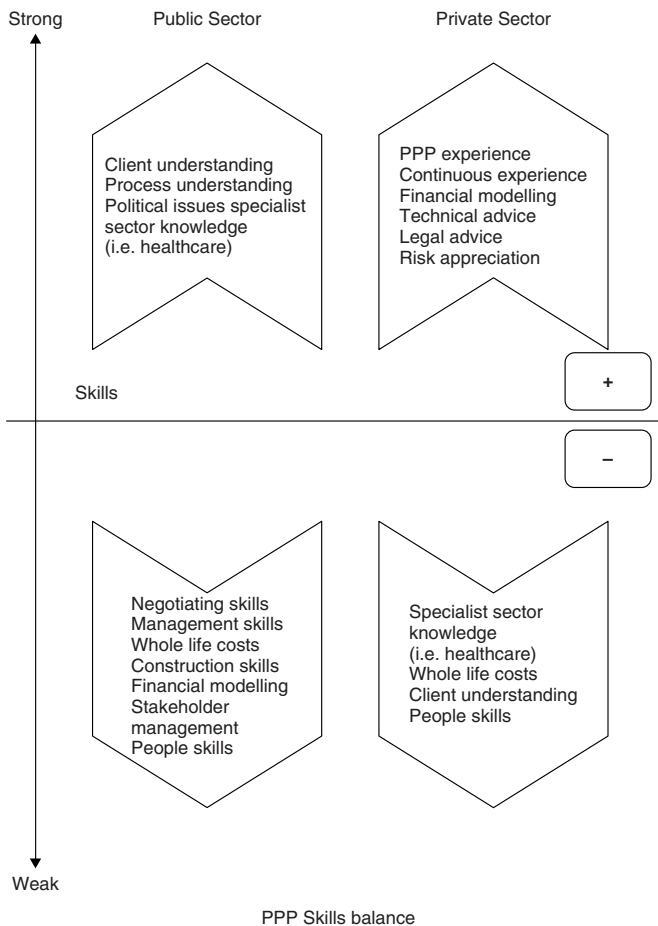 Strong
Public Sector
Private Sector
Client understanding
Process understanding
Political issues specialist
sector knowledge
(i.e. healthcare)
PPP experience
Continuous experience
Financial modelling
Technical advice
Legal advice
Risk appreciation
Skills
+
–
Negotiating skills
Management skills
Whole life costs
Construction skills
Financial modelling
Stakeholder
management
People skills
Specialist sector
knowledge
(i.e. healthcare)
Whole life costs
Client understanding
People skills
Weak
PPP Skills balance